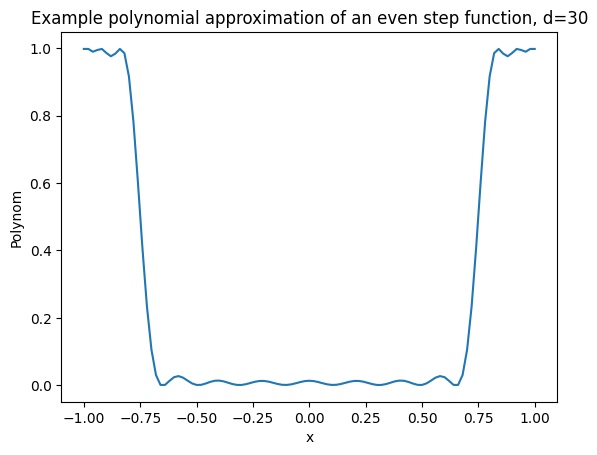 Example polynomial approximation of an even step function, d=30
1.0
0.8
0.6
0.4
0.2
0.0
Polynom
−1.00 −0.75 −0.50 −0.25 0.00 0.25 0.50 0.75 1.00
x